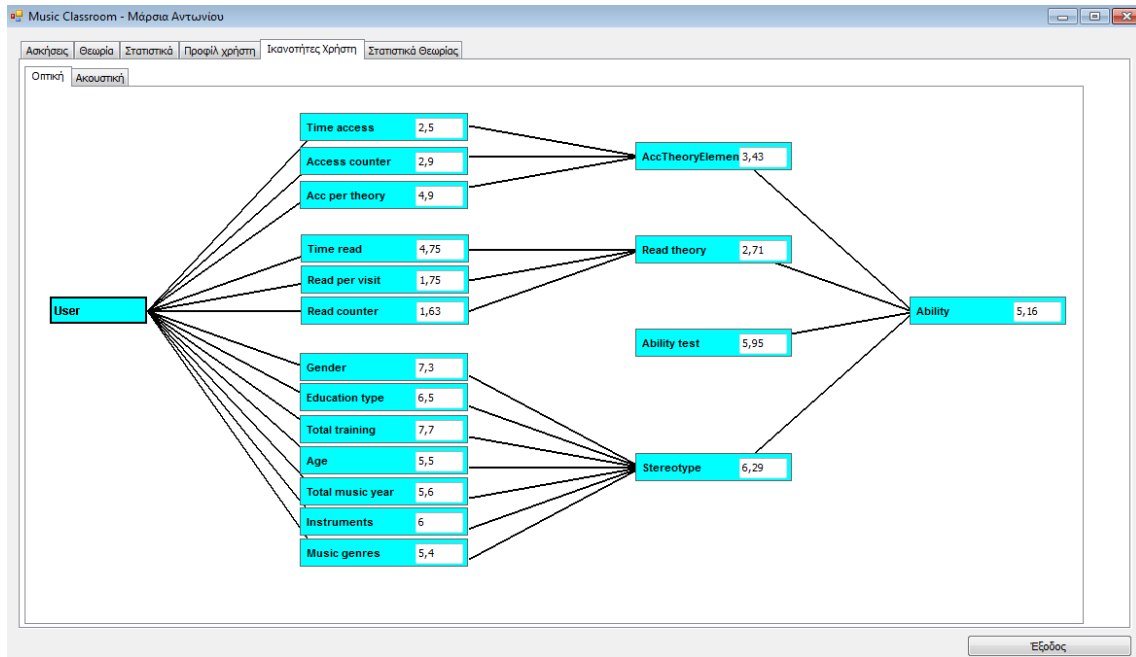 Music Classroom - Μάρσια Αντωνίου
Ασκήσεις Θεωρία Στατιστικά Προφίλ χρήστη Ικανοτήτες Χρήστη Στατιστικά Θεωρίας
Οπτική Ακουστική
Time access 2,5
Access counter 2,9
Acc per theory 4,9
AccTheoryElemen 3,43
Time read 4,75
Read per visit 1,75
Read counter 1,63
Read theory 2,71
User
Ability test 5,95
Ability 5,16
Gender 7,3
Education type 6,5
Total training 7,7
Age 5,5
Total music year 5,6
Instruments 6
Music genres 5,4
Stereotype 6,29
Έξοδος